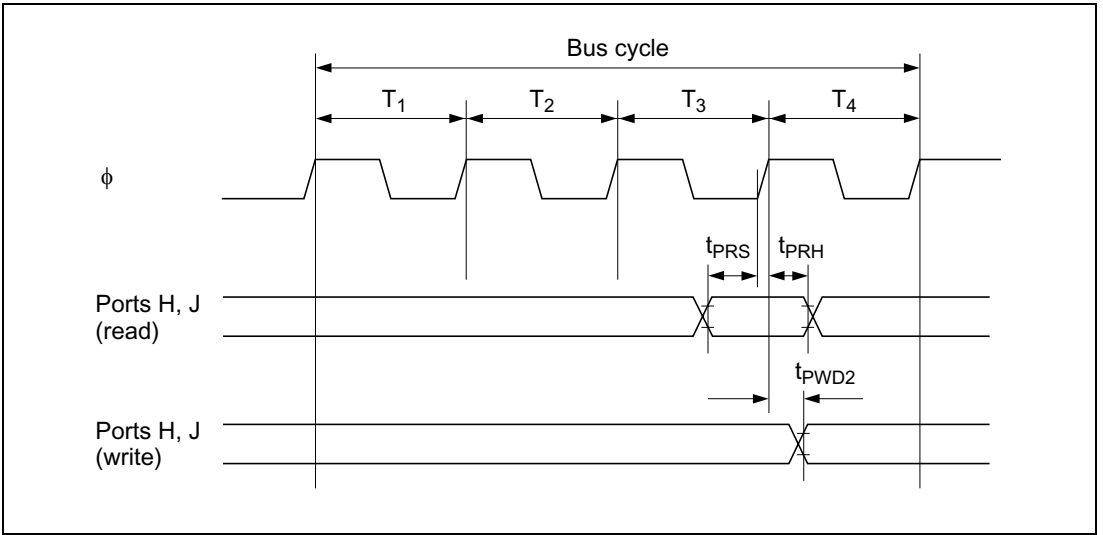 Bus cycle
T1 T2 T3 T4
ϕ
tPRS tPRH
Ports H, J
(read)
tPWD2
Ports H, J
(write)